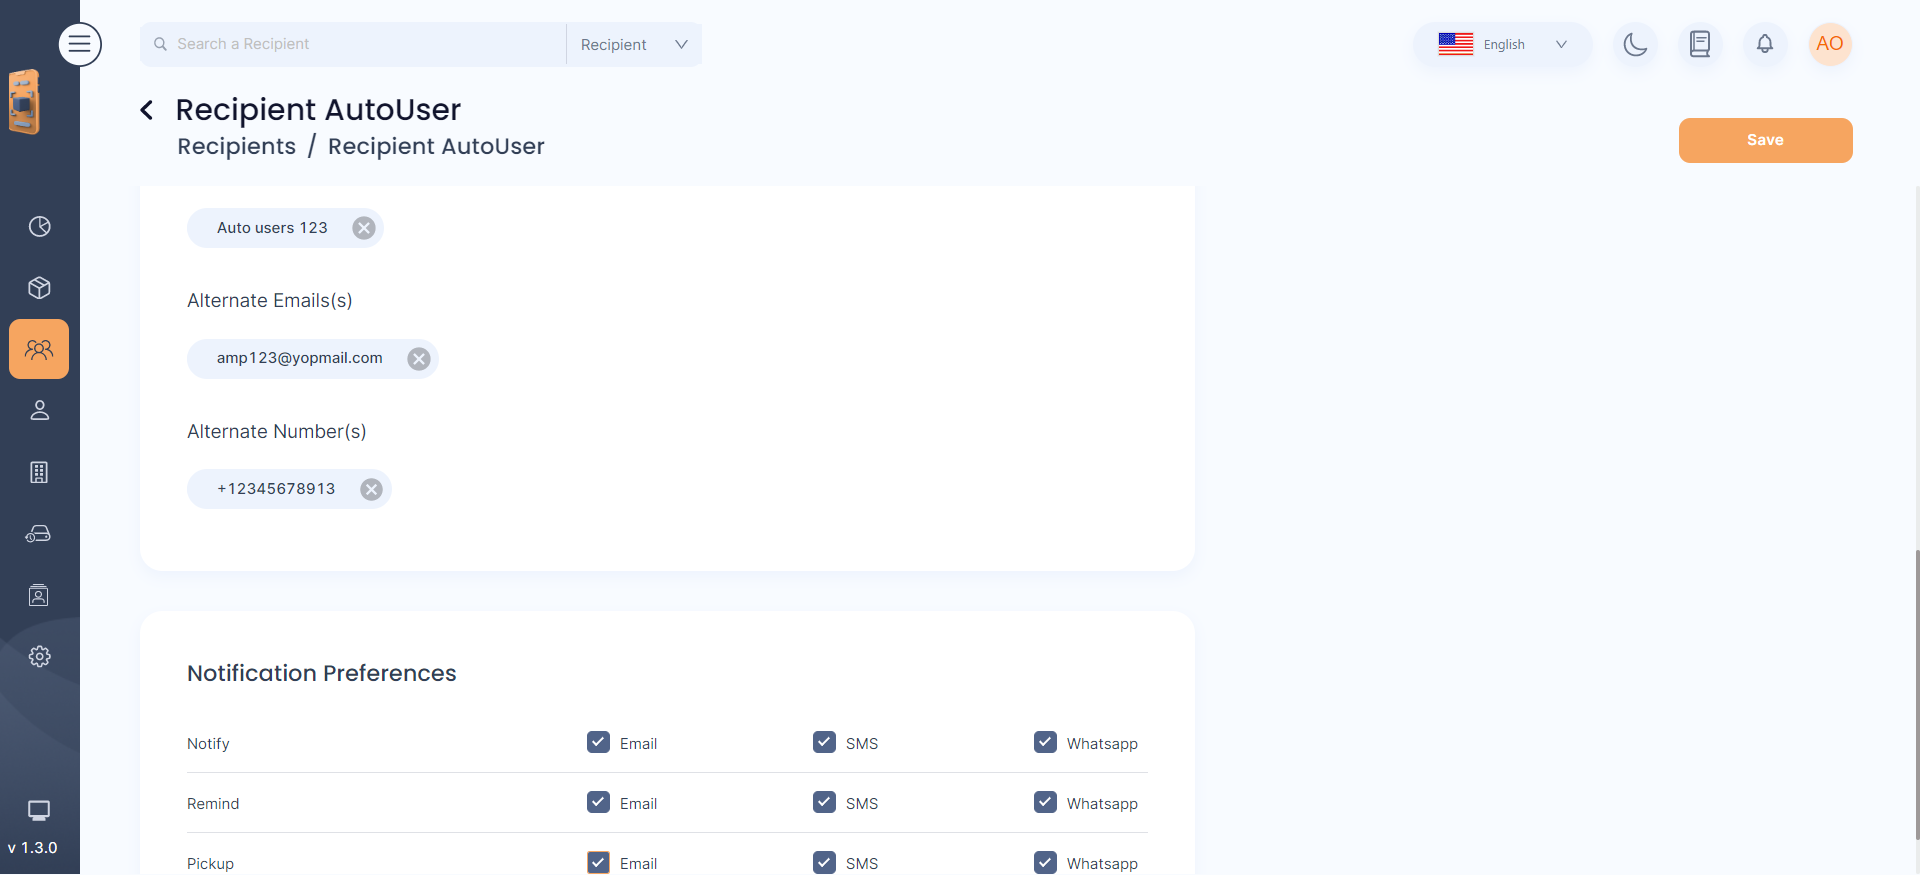 Search a Recipient
Recipient
English
AO
Recipient AutoUser
Recipients / Recipient AutoUser
Save
Auto users 123
Alternate Emails(s)
amp123@yopmail.com
Alternate Number(s)
+12345678913
Notification Preferences
Notify Email SMS Whatsapp
Remind Email SMS Whatsapp
Pickup Email SMS Whatsapp
v 1.3.0